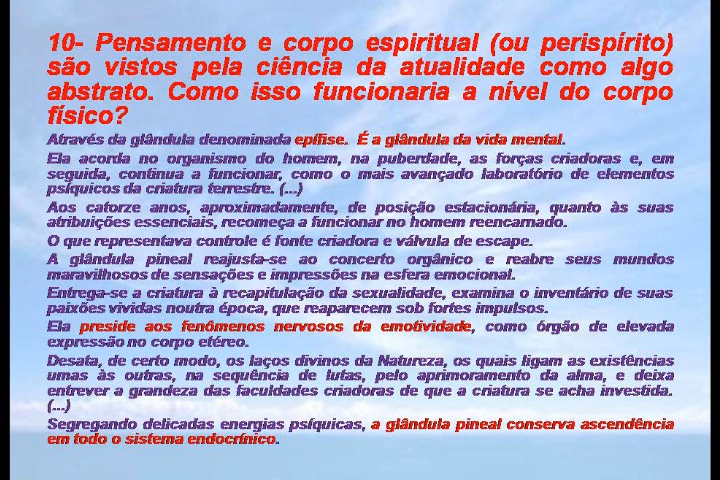 10- Pensamento e corpo espiritual (ou perispírito)
são vistos pela ciência da atualidade como algo
abstrato. Como isso funcionaria a nível do corpo
físico?
Através da glândula denominada epífise. É a glândula da vida mental.
Ela acorda no organismo do homem, na puberdade, as forças criadoras e, em
seguida, continua a funcionar, como o mais avançado laboratório de elementos
psíquicos da criatura terrestre. (...)
Aos catorze anos, aproximadamente, de posição estacionária, quanto às suas
atribuições essenciais, recomeça a funcionar no homem reencarnado.
O que representava controle é fonte criadora e válvula de escape.
A glândula pineal reajusta-se ao concerto orgânico e reabre seus mundos
maravilhosos de sensações e impressões na esfera emocional.
Entrega-se a criatura à recapitulação da sexualidade, examina o inventário de suas
paixões vividas noutra época, que reaparecem sob fortes impulsos.
Ela preside aos fenômenos nervosos da emotividade, como órgão de elevada
expressão no corpo etéreo.
Desata, de certo modo, os laços divinos da Natureza, os quais ligam as existências
umas às outras, na sequência de lutas, pelo aprimoramento da alma, e deixa
entrever a grandeza das faculdades criadoras de que a criatura se acha investida.
(...)
Segregando delicadas energias psíquicas, a glândula pineal conserva ascendência
em todo o sistema endocrínico.